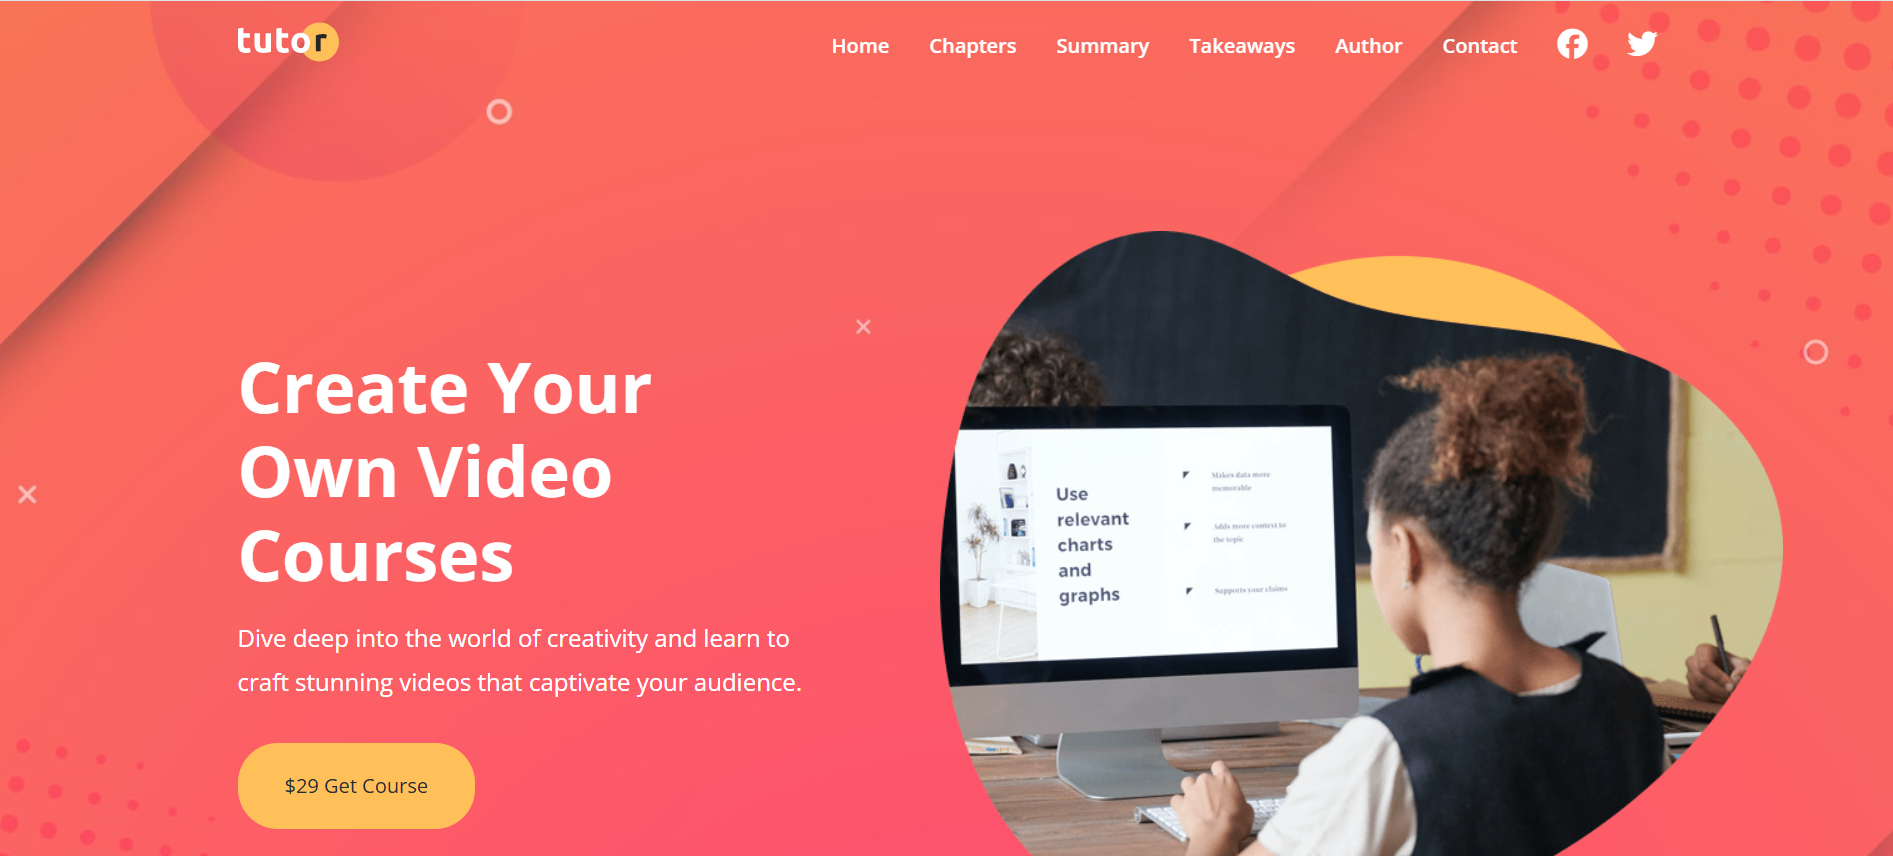 tutor
Home Chapters Summary Takeaways Author Contact
Create Your
Own Video
Courses
Dive deep into the world of creativity and learn to
craft stunning videos that captivate your audience.
$29 Get Course
Use
relevant
charts
and
graphs
Makes data more
memorable
Adds more context to
the topic
Supports your claims